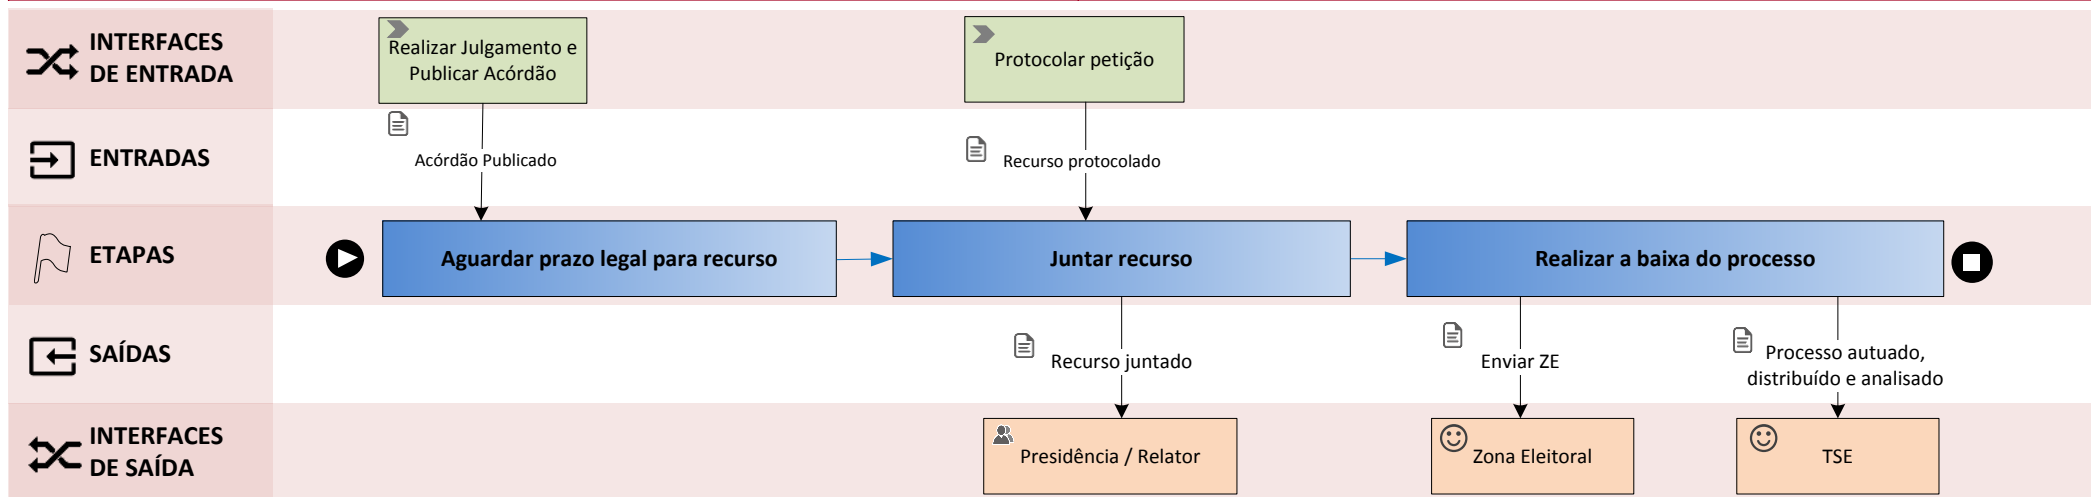 INTERFACES
DE ENTRADA
Realizar Julgamento e
Publicar Acórdão
Protocolar petição
ENTRADAS
Acórdão Publicado
Recurso protocolado
ETAPAS
Aguardar prazo legal para recurso
Juntar recurso
Realizar a baixa do processo
SAÍDAS
Recurso juntado
Enviar ZE
Processo autuado,
distribuído e analisado
INTERFACES
DE SAÍDA
Presidência / Relator
Zona Eleitoral
TSE